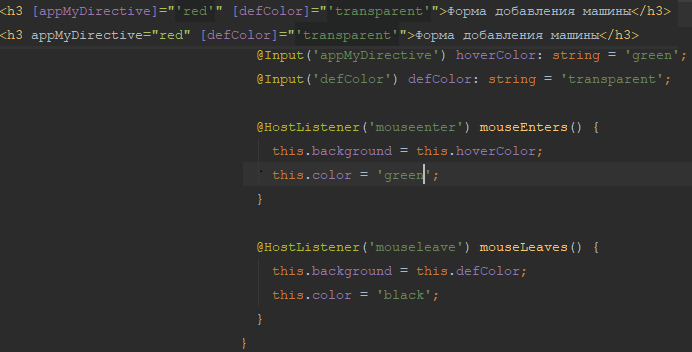 <h3 [appMyDirective]="'red'" [defColor]="'transparent'">Форма добавления машины</h3>
<h3 appMyDirective="red" [defColor]="'transparent'">Форма добавления машины</h3>
@Input('appMyDirective') hoverColor: string = 'green';
@Input('defColor') defColor: string = 'transparent';
@HostListener('mouseenter') mouseEnters() {
this.background = this.hoverColor;
this.color = 'green';
}
@HostListener('mouseleave') mouseLeaves() {
this.background = this.defColor;
this.color = 'black';
}
}